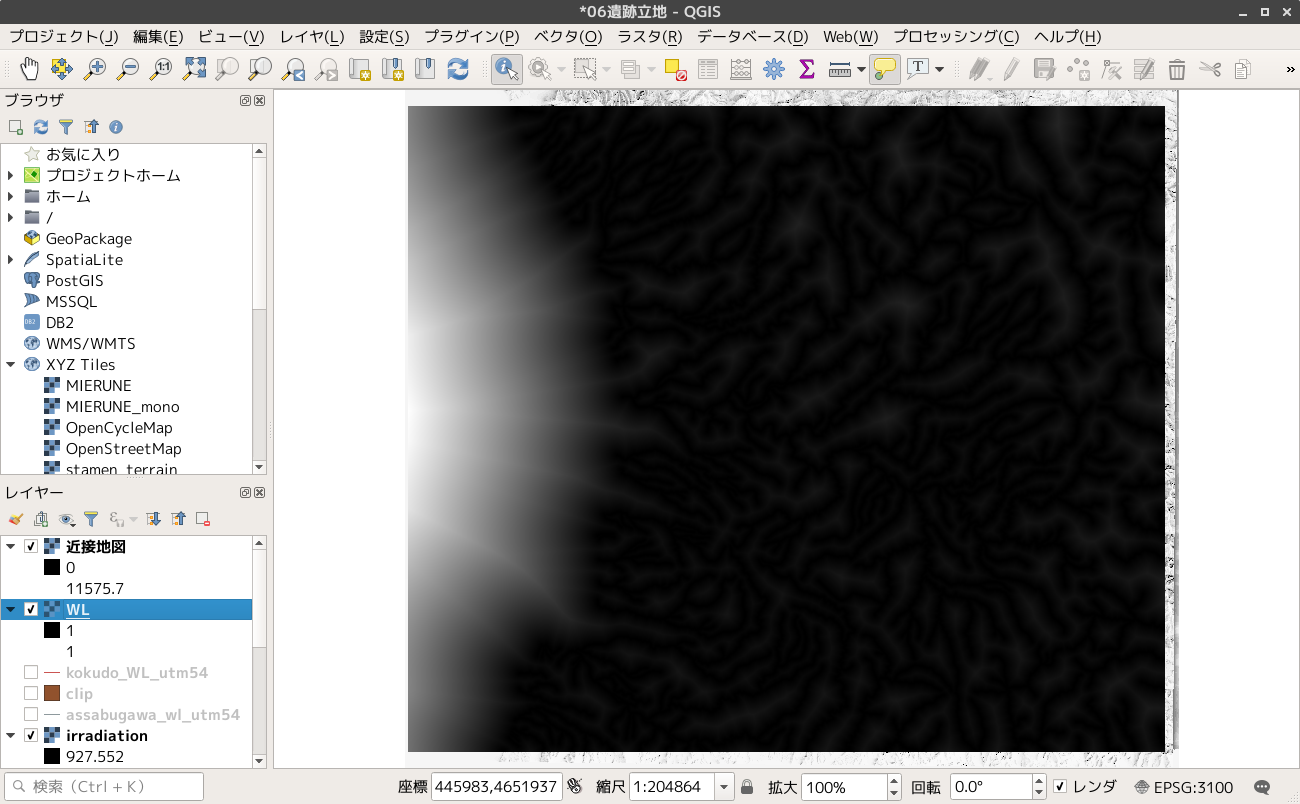 *06遺跡立地 - QGIS
プロジェクト(J) 編集(E) ビュー(V) レイヤ(L) 設定(S) プラグイン(P) ベクタ(O) ラスタ(R) データベース(D) Web(W) プロセッシング(C) ヘルプ(H)
1:1
T
»
ブラウザ
お気に入り
プロジェクトホーム
ホーム
/
GeoPackage
SpatiaLite
PostGIS
MSSQL
DB2
WMS/WMTS
XYZ Tiles
MIERUNE
MIERUNE_mono
OpenCycleMap
OpenStreetMap
stamen_terrain
レイヤー
近接地図
0
11575.7
WL
1
1
kokudo_WL_utm54
clip
assabugawa_wl_utm54
irradiation
927.552
検索（Ctrl + K） 座標 445983,4651937 縮尺 1:204864 拡大 100% 回転 0.0° レンダ EPSG:3100